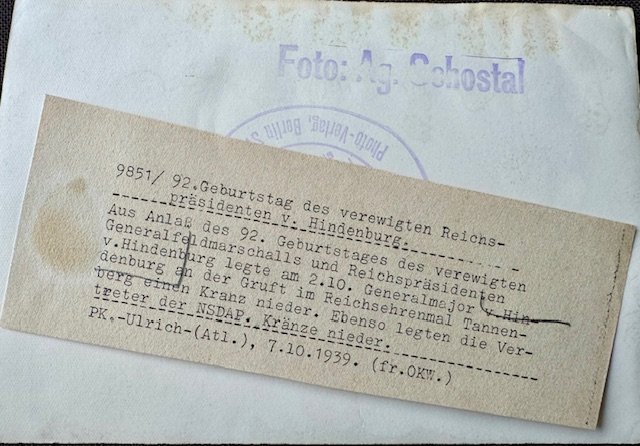 Foto: Ag. Schostal
Photo-Verlag, Berlin
9851/ 92.Geburtstag des verewigten Reichs-
präsidenten v. Hindenburg.
Aus Anlaß des 92. Geburtstages des verewigten
Generalfeldmarschalls und Reichspräsidenten
v.Hindenburg legte am 2.10. Generalmajor v.Hin-
denburg an der Gruft im Reichsehrenmal Tannen-
berg einen Kranz nieder. Ebenso legten die Ver-
treter der NSDAP. Kränze nieder.
PK.-Ulrich-(Atl.), 7.10.1939. (fr.OKW.)